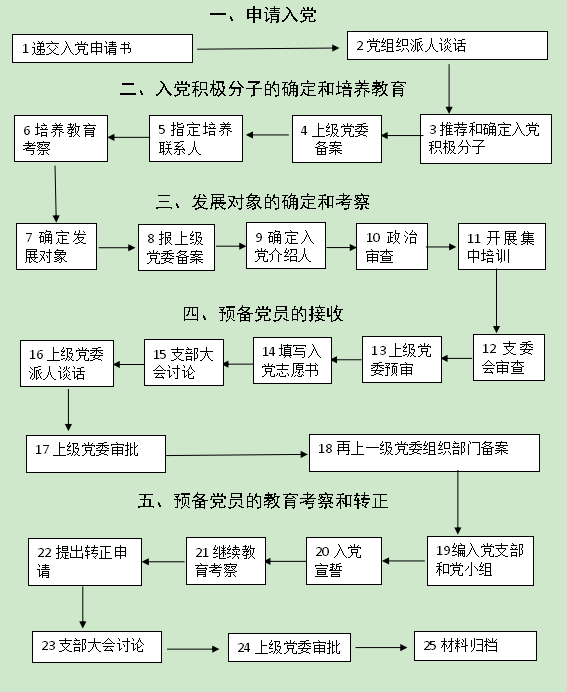 一、申请入党
1递交入党申请书
2党组织派人谈话
二、入党积极分子的确定和培养教育
3推荐和确定入党
积极分子
4上级党委
备案
5 指定培养
联系人
6培养教育
考察
三、发展对象的确定和考察
7 确定发
展对象
8 报上级
党委备案
9 确定入
党介绍人
10 政治
审查
11 开展集
中培训
四、预备党员的接收
12 支委
会审查
13上级党
委预审
14 填写入
党志愿书
15支部大
会讨论
16上级党委
派人谈话
17上级党委审批
18再上一级党委组织部门备案
五、预备党员的教育考察和转正
19编入党支部
和党小组
20入党
宣誓
21继续教
育考察
22提出转正申
请
23支部大会讨论
24上级党委审批
25材料归档